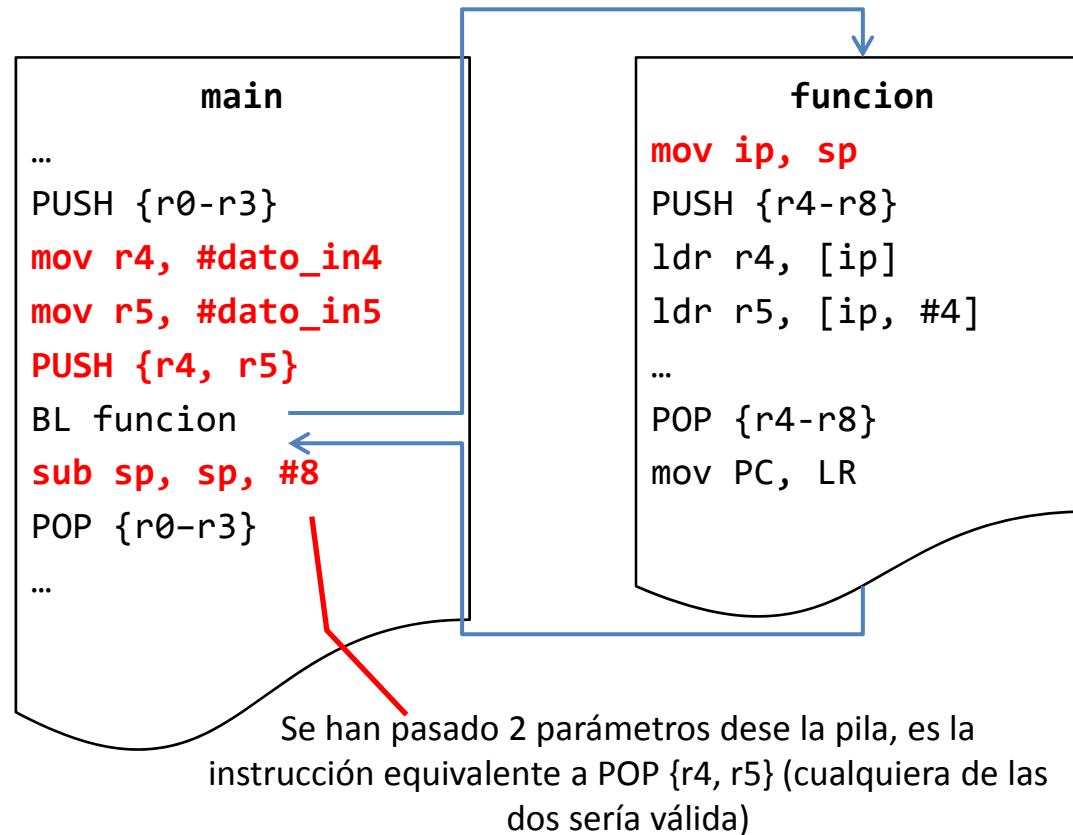 main
…
PUSH {r0-r3}
mov r4, #dato_in4
mov r5, #dato_in5
PUSH {r4, r5}
BL funcion
sub sp, sp, #8
POP {r0–r3}
…
funcion
mov ip, sp
PUSH {r4-r8}
ldr r4, [ip]
ldr r5, [ip, #4]
…
POP {r4-r8}
mov PC, LR
Se han pasado 2 parámetros dese la pila, es la
instrucción equivalente a POP {r4, r5} (cualquiera de las
dos sería válida)